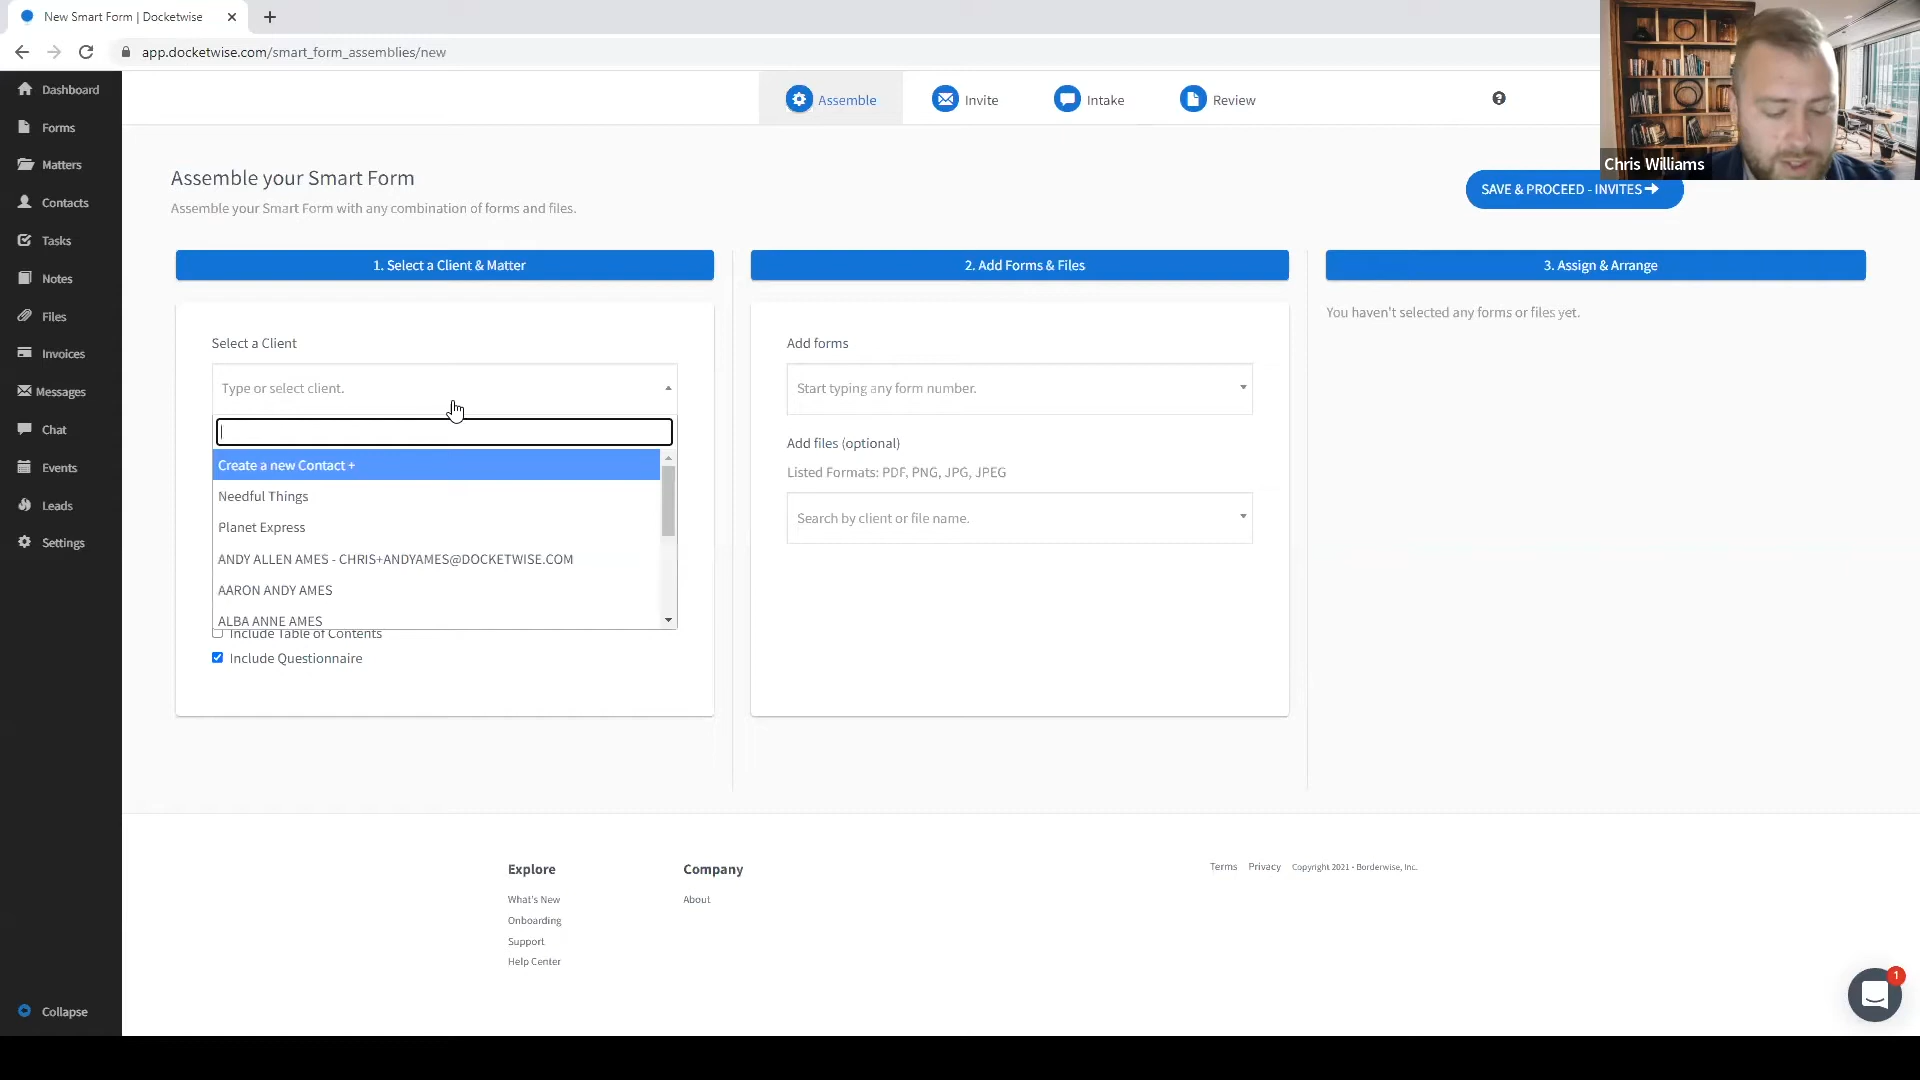 New Smart Form | Docketwise
app.docketwise.com/smart_form_assemblies/new
Dashboard
Forms
Matters
Contacts
Tasks
Notes
Files
Invoices
Messages
Chat
Events
Leads
Settings
Collapse
Assemble
Invite
Intake
Review
Chris Williams
Assemble your Smart Form
Assemble your Smart Form with any combination of forms and files.
SAVE & PROCEED - INVITES
1. Select a Client & Matter
Select a Client
Type or select client.
Create a new Contact +
Needful Things
Planet Express
ANDY ALLEN AMES - CHRIS+ANDYAMES@DOCKETWISE.COM
AARON ANDY AMES
ALBA ANNE AMES
Include Table of Contents
Include Questionnaire
2. Add Forms & Files
Add forms
Start typing any form number.
Add files (optional)
Listed Formats: PDF, PNG, JPG, JPEG
Search by client or file name.
3. Assign & Arrange
You haven't selected any forms or files yet.
Explore
What's New
Onboarding
Support
Help Center
Company
About
Terms Privacy Copyright 2021 - Borderwise, Inc.
1